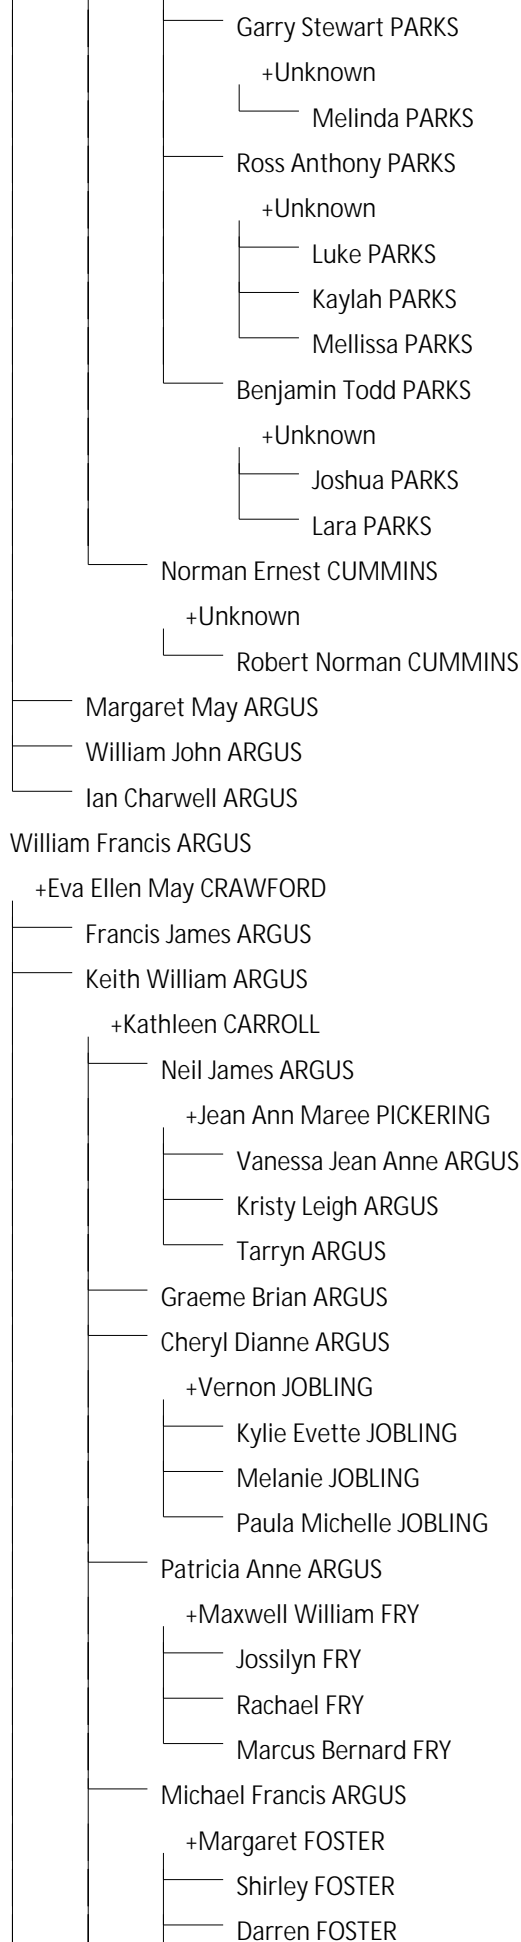 Garry Stewart PARKS
+Unknown
Melinda PARKS
Ross Anthony PARKS
+Unknown
Luke PARKS
Kaylah PARKS
Mellissa PARKS
Benjamin Todd PARKS
+Unknown
Joshua PARKS
Lara PARKS
Norman Ernest CUMMINS
+Unknown
Robert Norman CUMMINS
Margaret May ARGUS
William John ARGUS
Ian Charwell ARGUS
William Francis ARGUS
+Eva Ellen May CRAWFORD
Francis James ARGUS
Keith William ARGUS
+Kathleen CARROLL
Neil James ARGUS
+Jean Ann Maree PICKERING
Vanessa Jean Anne ARGUS
Kristy Leigh ARGUS
Tarryn ARGUS
Graeme Brian ARGUS
Cheryl Dianne ARGUS
+Vernon JOBLING
Kylie Evette JOBLING
Melanie JOBLING
Paula Michelle JOBLING
Patricia Anne ARGUS
+Maxwell William FRY
Jossilyn FRY
Rachael FRY
Marcus Bernard FRY
Michael Francis ARGUS
+Margaret FOSTER
Shirley FOSTER
Darren FOSTER